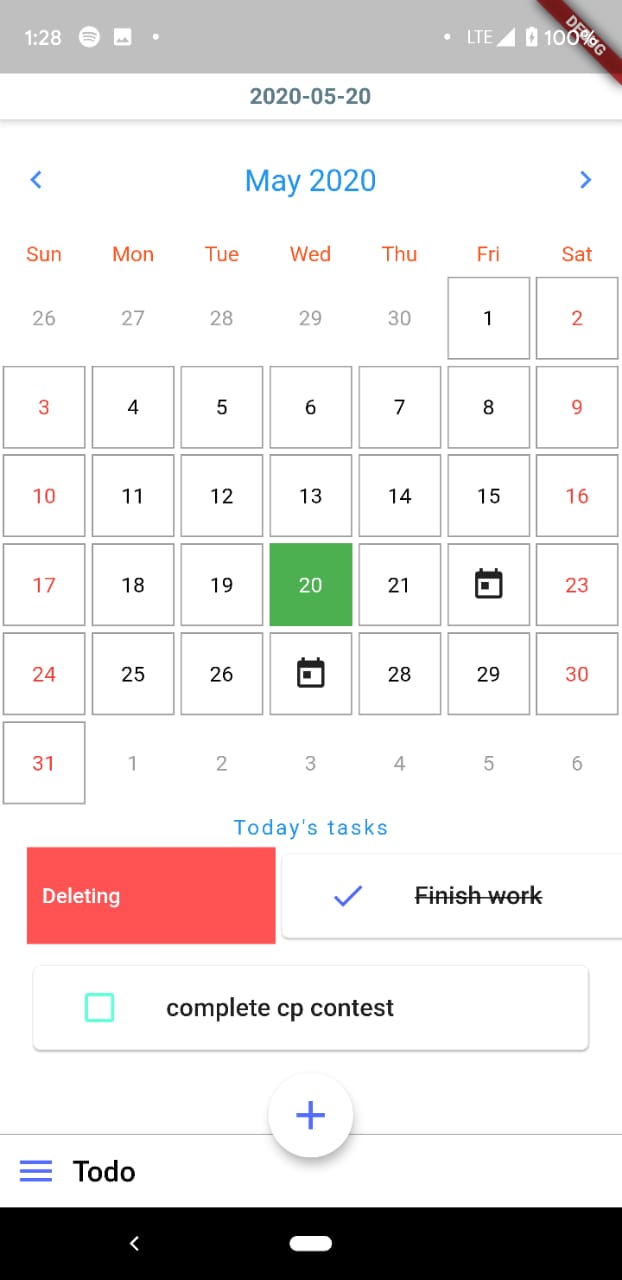 1:28 LTE 100%
DEBUG
2020-05-20
May 2020
Sun Mon Tue Wed Thu Fri Sat
26 27 28 29 30 1 2
3 4 5 6 7 8 9
10 11 12 13 14 15 16
17 18 19 20 21 23
24 25 26 28 29 30
31 1 2 3 4 5 6
Today's tasks
Deleting Finish work
complete cp contest
Todo